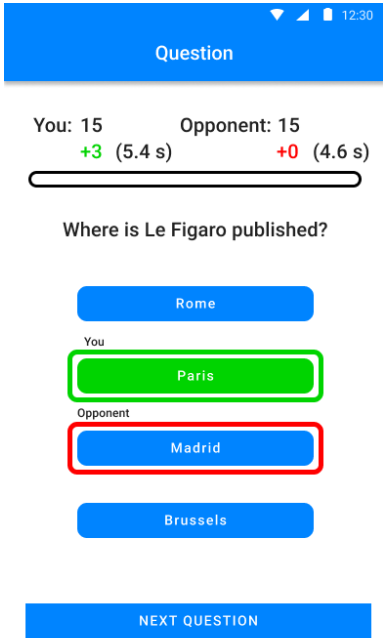 12:30
Question
You: 15 Opponent: 15
+3 (5.4 s) +0 (4.6 s)
Where is Le Figaro published?
Rome
You
Paris
Opponent
Madrid
Brussels
NEXT QUESTION